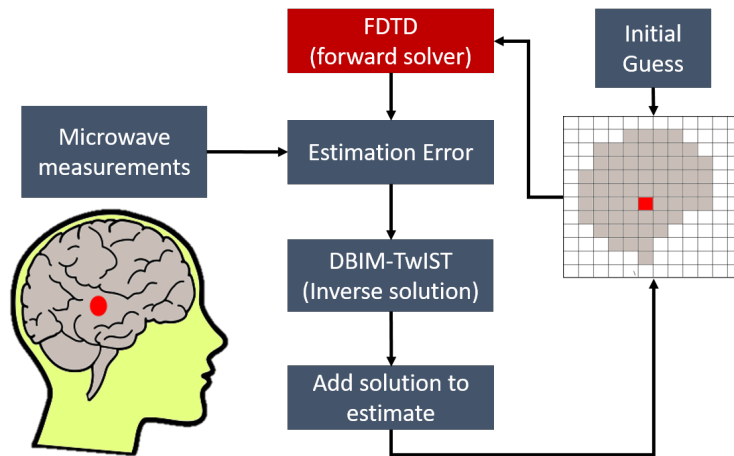 FDTD
(forward solver)
Initial
Guess
Microwave
measurements
Estimation Error
DBIM-TwIST
(Inverse solution)
Add solution to
estimate